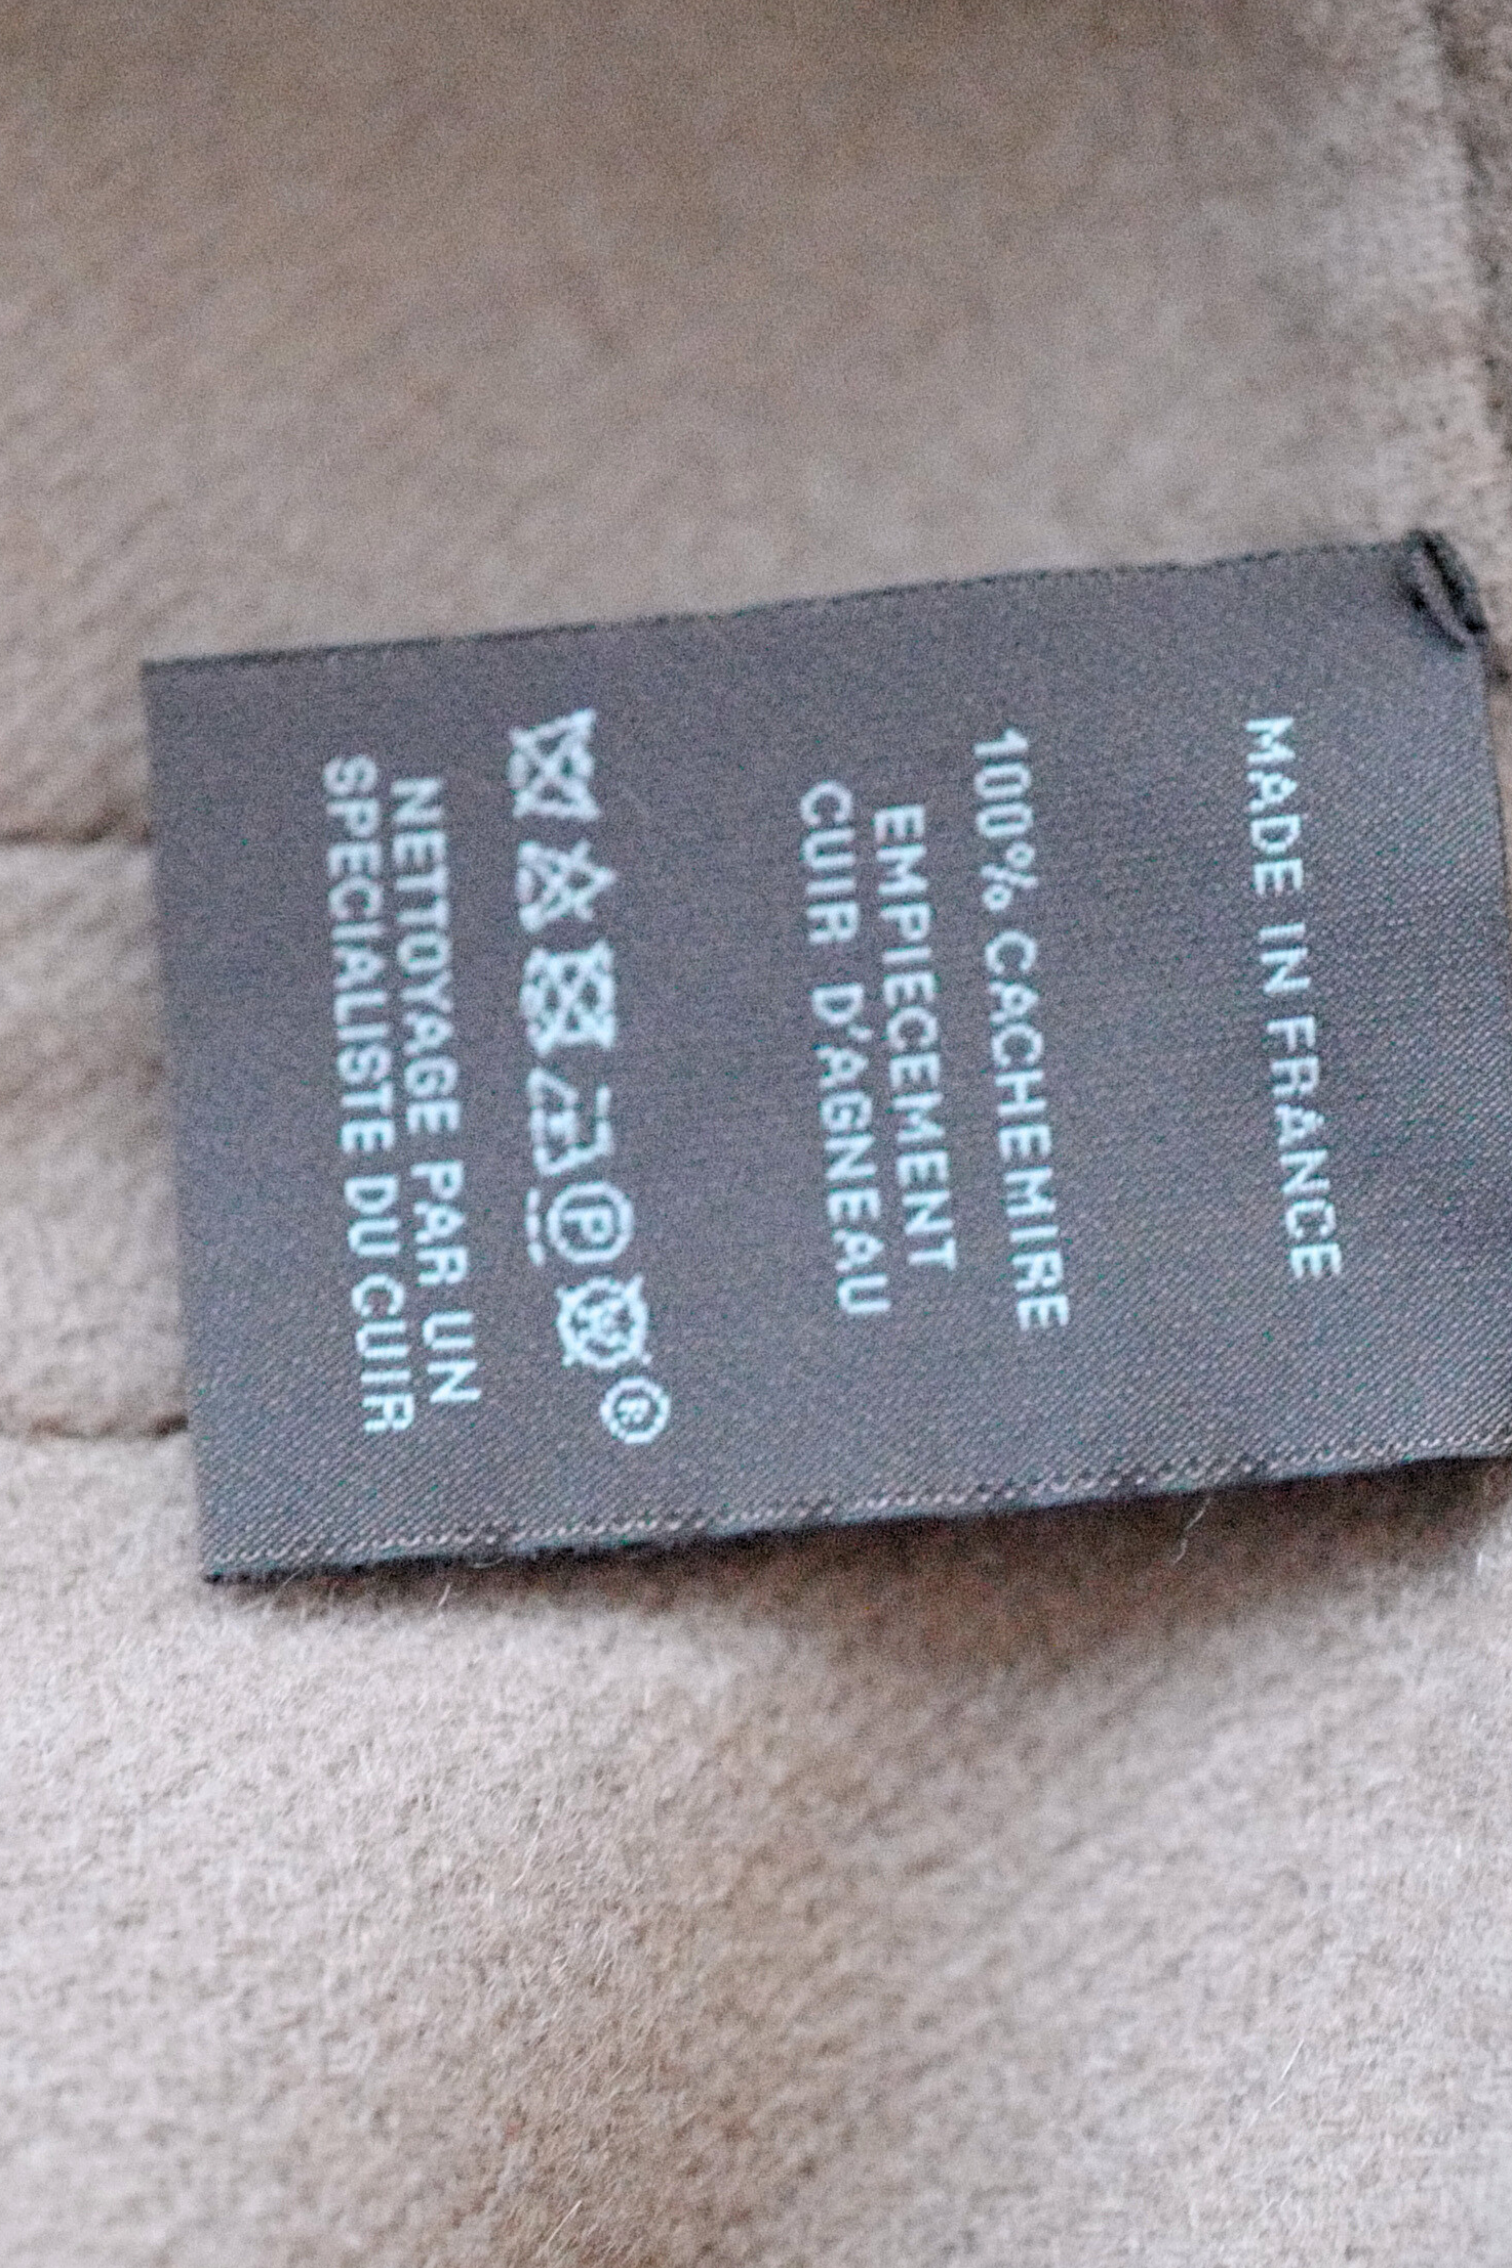 MADE IN FRANCE
100% CACHEMIRE
EMPIECEMENT
CUIR D'AGNEAU
P W ®
NETTOYAGE PAR UN
SPECIALISTE DU CUIR